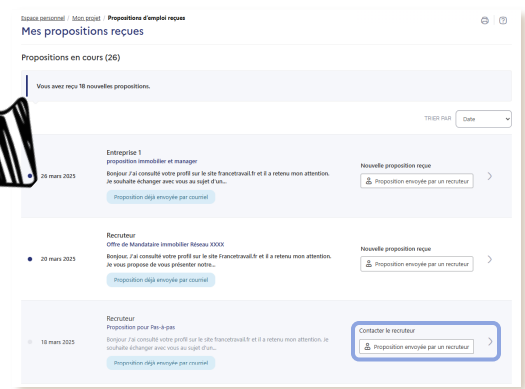 Espace personnel / Mon projet / Propositions d'emploi reçues
Mes propositions reçues
Propositions en cours (26)
Vous avez reçu 18 nouvelles propositions.
TRIER PAR Date
Entreprise 1
proposition immobilier et manager
26 mars 2025
Bonjour J'ai consulté votre profil sur le site francetravail.fr et il a retenu mon attention.
Je souhaite échanger avec vous au sujet d'un...
Proposition déjà envoyée par courriel
Nouvelle proposition reçue
Proposition envoyée par un recruteur
Recruteur
Offre de Mandataire immobilier Réseau XXXX
20 mars 2025
Bonjour, J'ai consulté votre profil sur le site Francetravail.fr et il a retenu mon attention.
Je vous propose de vous présenter notre...
Proposition déjà envoyée par courriel
Nouvelle proposition reçue
Proposition envoyée par un recruteur
Recruteur
Proposition pour Pas-à-pas
18 mars 2025
Bonjour J'ai consulté votre profil sur le site francetravail.fr et il a retenu mon attention. Je
souhaite échanger avec vous au sujet d'un...
Proposition déjà envoyée par courriel
Contacter le recruteur
Proposition envoyée par un recruteur